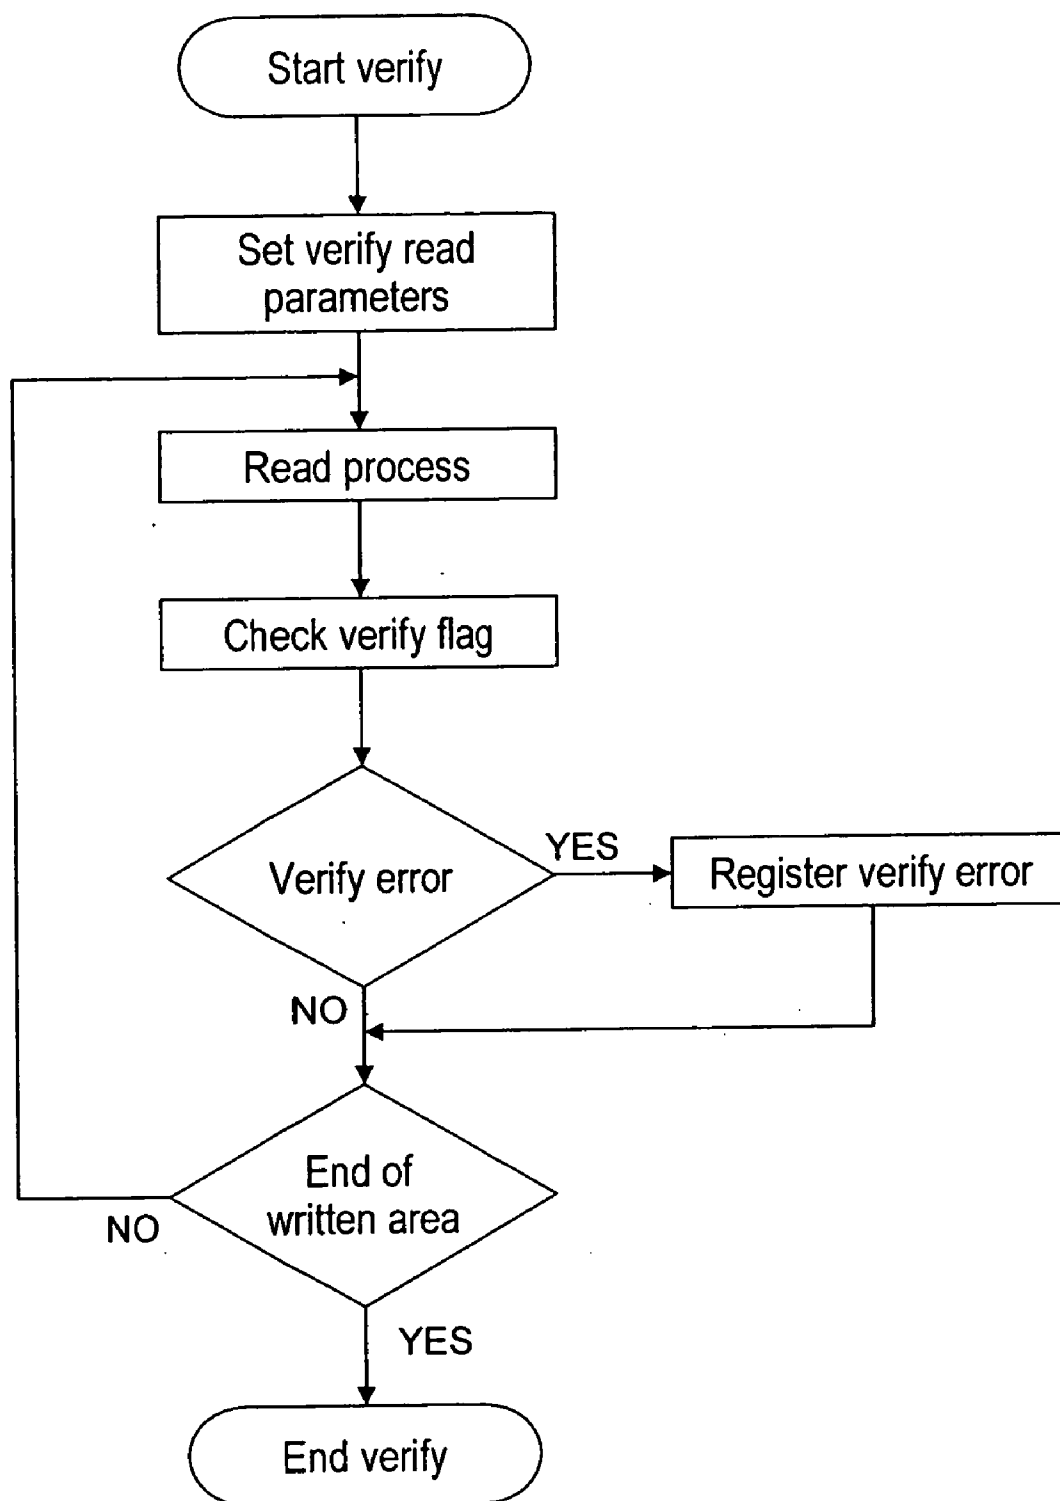 Start verify
Set verify read
parameters
Read process
Check verify flag
Verify error
YES
Register verify error
NO
End of
written area
NO
YES
End verify